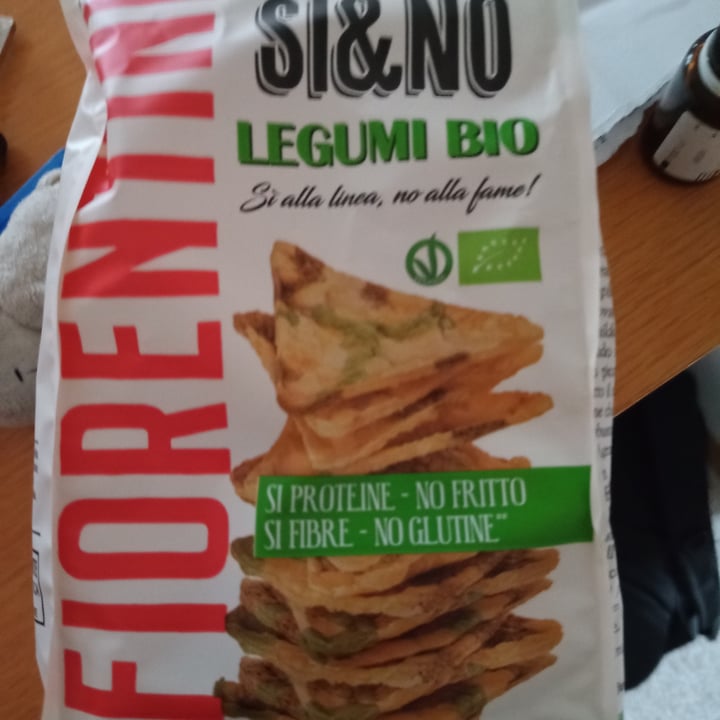 SI&NO
LEGUMI BIO
Sì alla linea, no alla fame!
FIORENTINI
SI PROTEINE - NO FRITTO
SI FIBRE - NO GLUTINE**